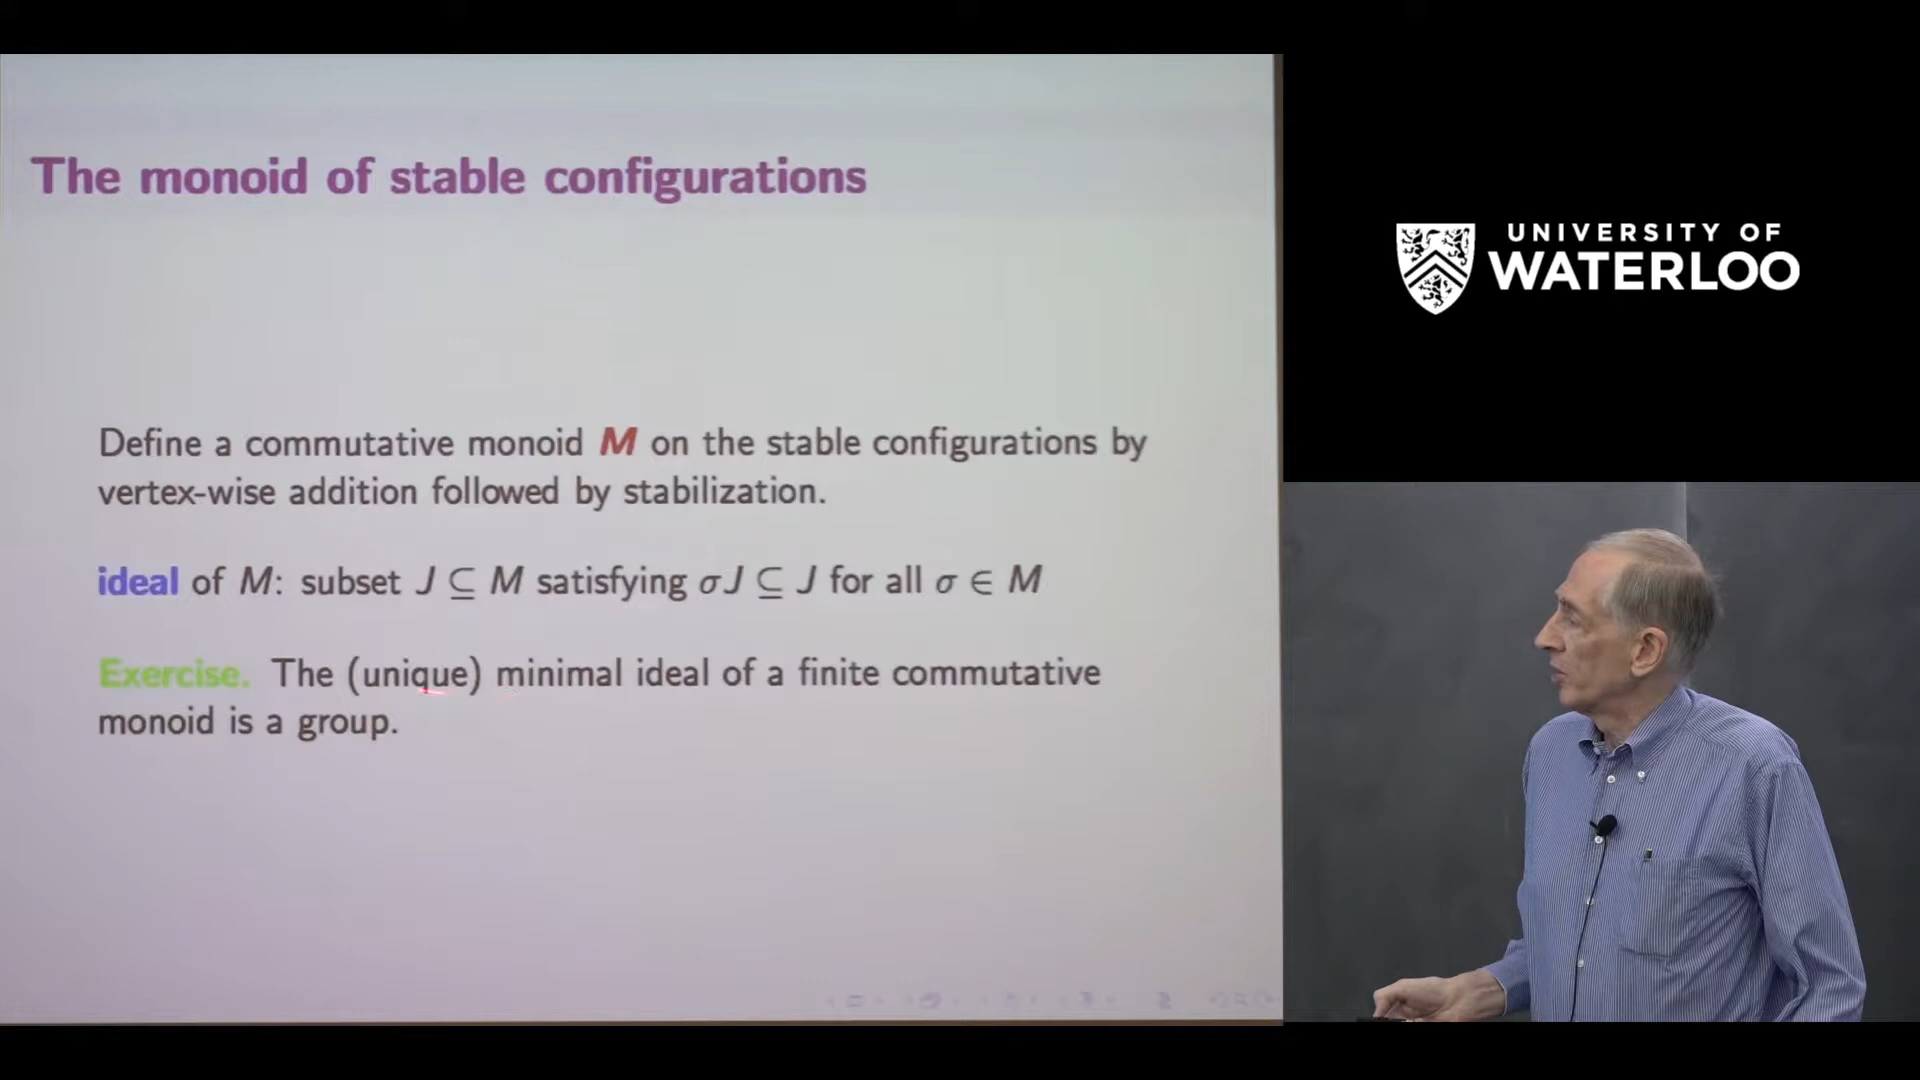 The monoid of stable configurations
Define a commutative monoid M on the stable configurations by
vertex-wise addition followed by stabilization.
ideal of M: subset J ⊆ M satisfying σJ ⊆ J for all σ ∈ M
Exercise. The (unique) minimal ideal of a finite commutative
monoid is a group.
UNIVERSITY OF
WATERLOO